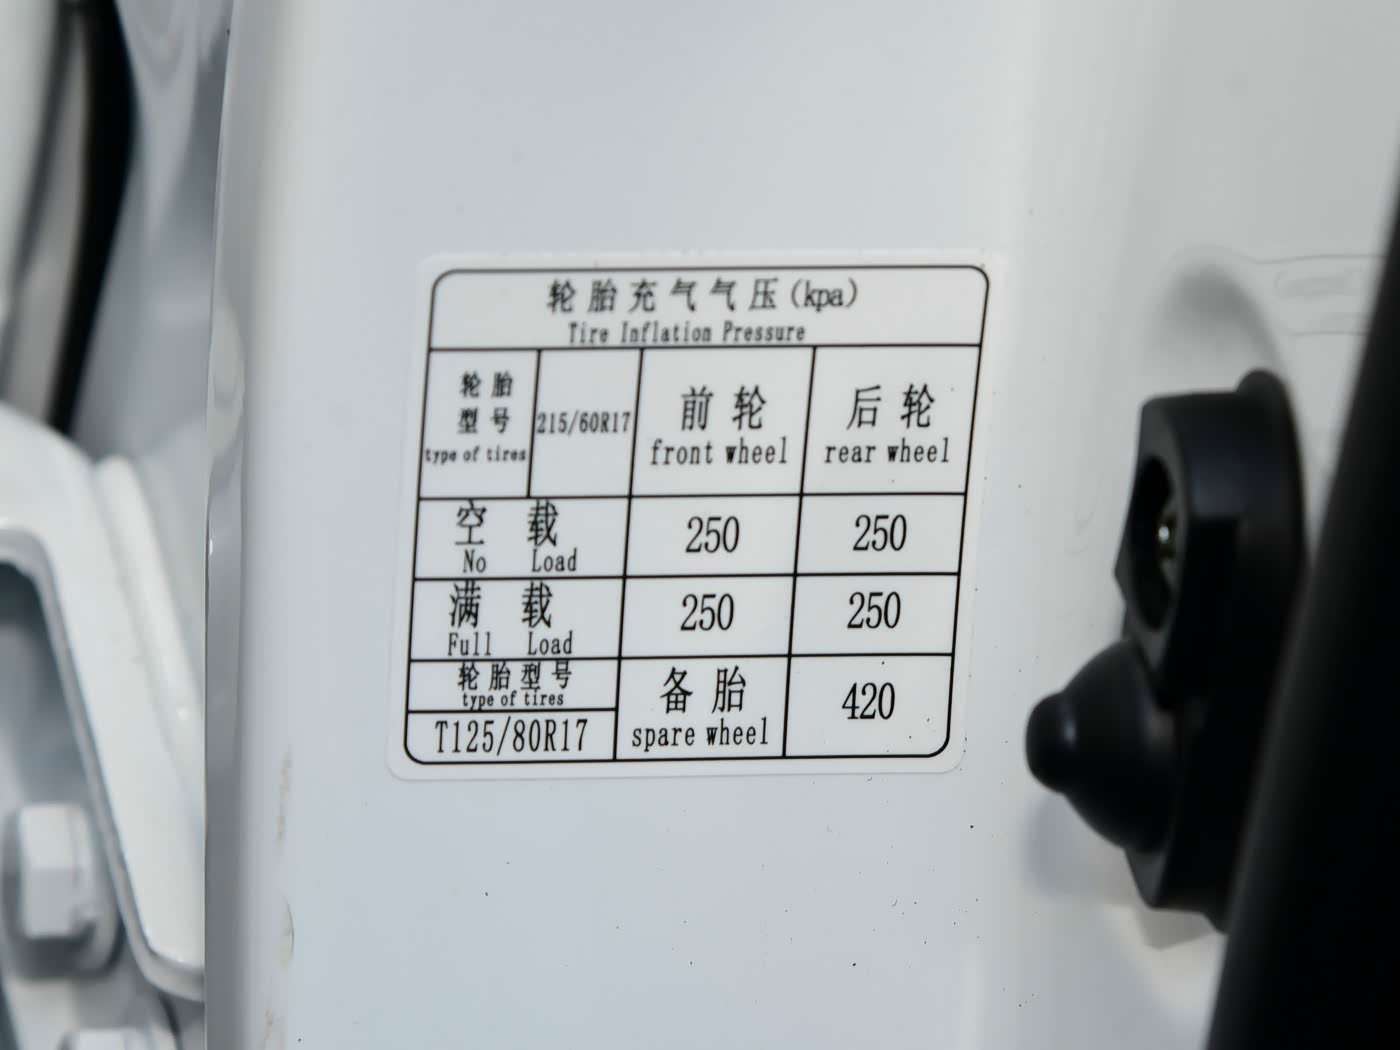 轮胎充气气压(kpa)
Tire Inflation Pressure
轮胎
型号
type of tires
215/60R17
前轮
front wheel
后轮
rear wheel
空载
No Load
250
250
满载
Full Load
250
250
轮胎型号
type of tires
T125/80R17
备胎
spare wheel
420